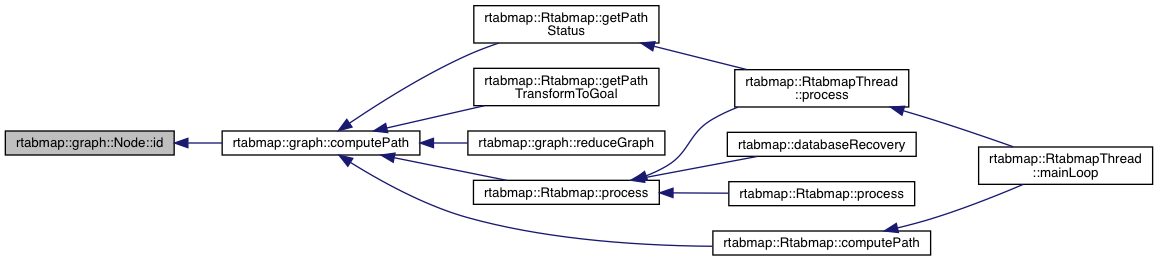 rtabmap::graph::Node::id
rtabmap::graph::computePath
rtabmap::Rtabmap::getPath
Status
rtabmap::Rtabmap::getPath
TransformToGoal
rtabmap::graph::reduceGraph
rtabmap::Rtabmap::process
rtabmap::RtabmapThread
::process
rtabmap::databaseRecovery
rtabmap::Rtabmap::process
rtabmap::Rtabmap::computePath
rtabmap::RtabmapThread
::mainLoop